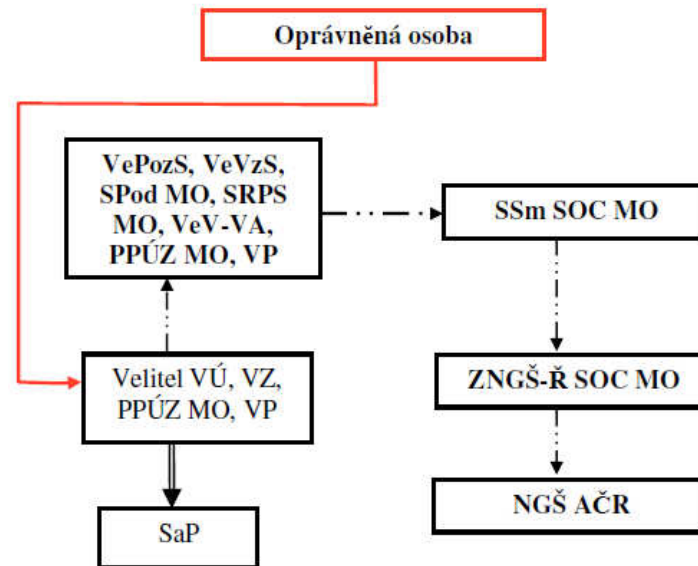 Oprávněná osoba
VePozS, VeVzS,
SPod MO, SRPS
MO, VeV-VA,
PPÚZ MO, VP
SSm SOC MO
Velitel VÚ, VZ,
PPÚZ MO, VP
ZNGŠ-Ř SOC MO
SaP
NGŠ AČR